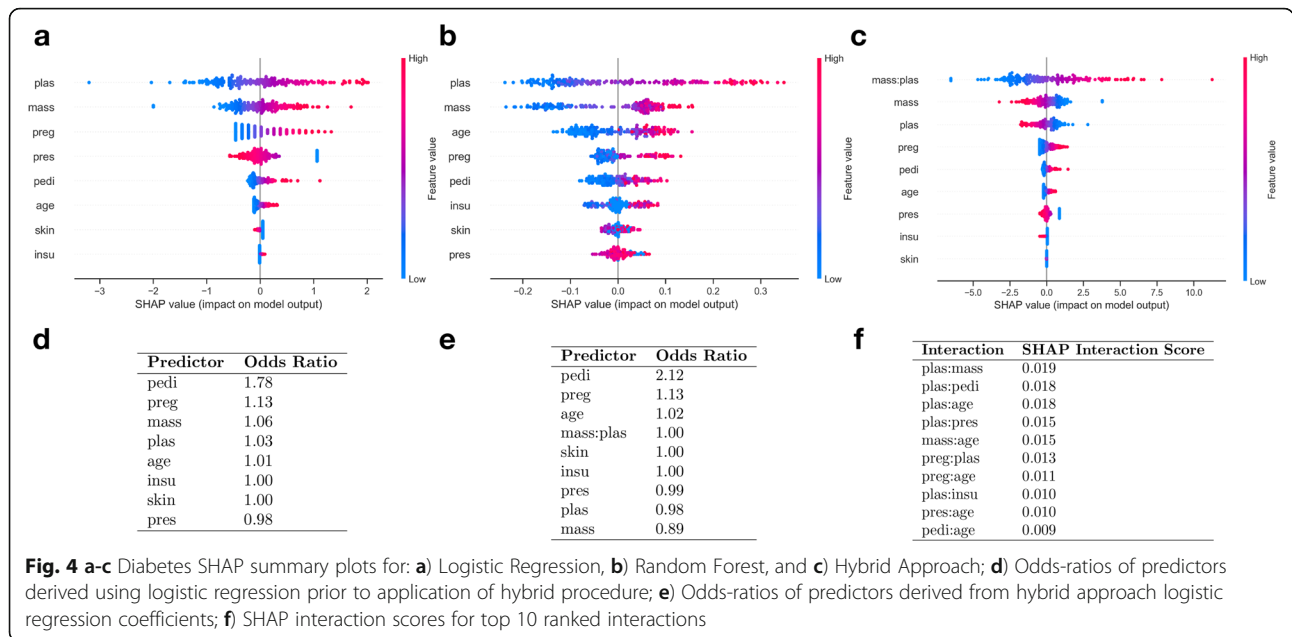 a
High
plas
mass
preg
pres
pedi
age
skin
insu
Feature value
Low
−3 −2 −1 0 1 2
SHAP value (impact on model output)
b
High
plas
mass
age
preg
pedi
insu
skin
pres
Feature value
Low
−0.2 −0.1 0.0 0.1 0.2 0.3
SHAP value (impact on model output)
c
High
mass:plas
mass
plas
preg
pedi
age
pres
insu
skin
Feature value
Low
−5.0 −2.5 0.0 2.5 5.0 7.5 10.0
SHAP value (impact on model output)
d
Predictor Odds Ratio
pedi 1.78
preg 1.13
mass 1.06
plas 1.03
age 1.01
insu 1.00
skin 1.00
pres 0.98
e
Predictor Odds Ratio
pedi 2.12
preg 1.13
age 1.02
mass:plas 1.00
skin 1.00
insu 1.00
pres 0.99
plas 0.98
mass 0.89
f
Interaction SHAP Interaction Score
plas:mass 0.019
plas:pedi 0.018
plas:age 0.018
plas:pres 0.015
mass:age 0.015
preg:plas 0.013
preg:age 0.011
plas:insu 0.010
pres:age 0.010
pedi:age 0.009
Fig. 4 a-c Diabetes SHAP summary plots for: a) Logistic Regression, b) Random Forest, and c) Hybrid Approach; d) Odds-ratios of predictors
derived using logistic regression prior to application of hybrid procedure; e) Odds-ratios of predictors derived from hybrid approach logistic
regression coefficients; f) SHAP interaction scores for top 10 ranked interactions